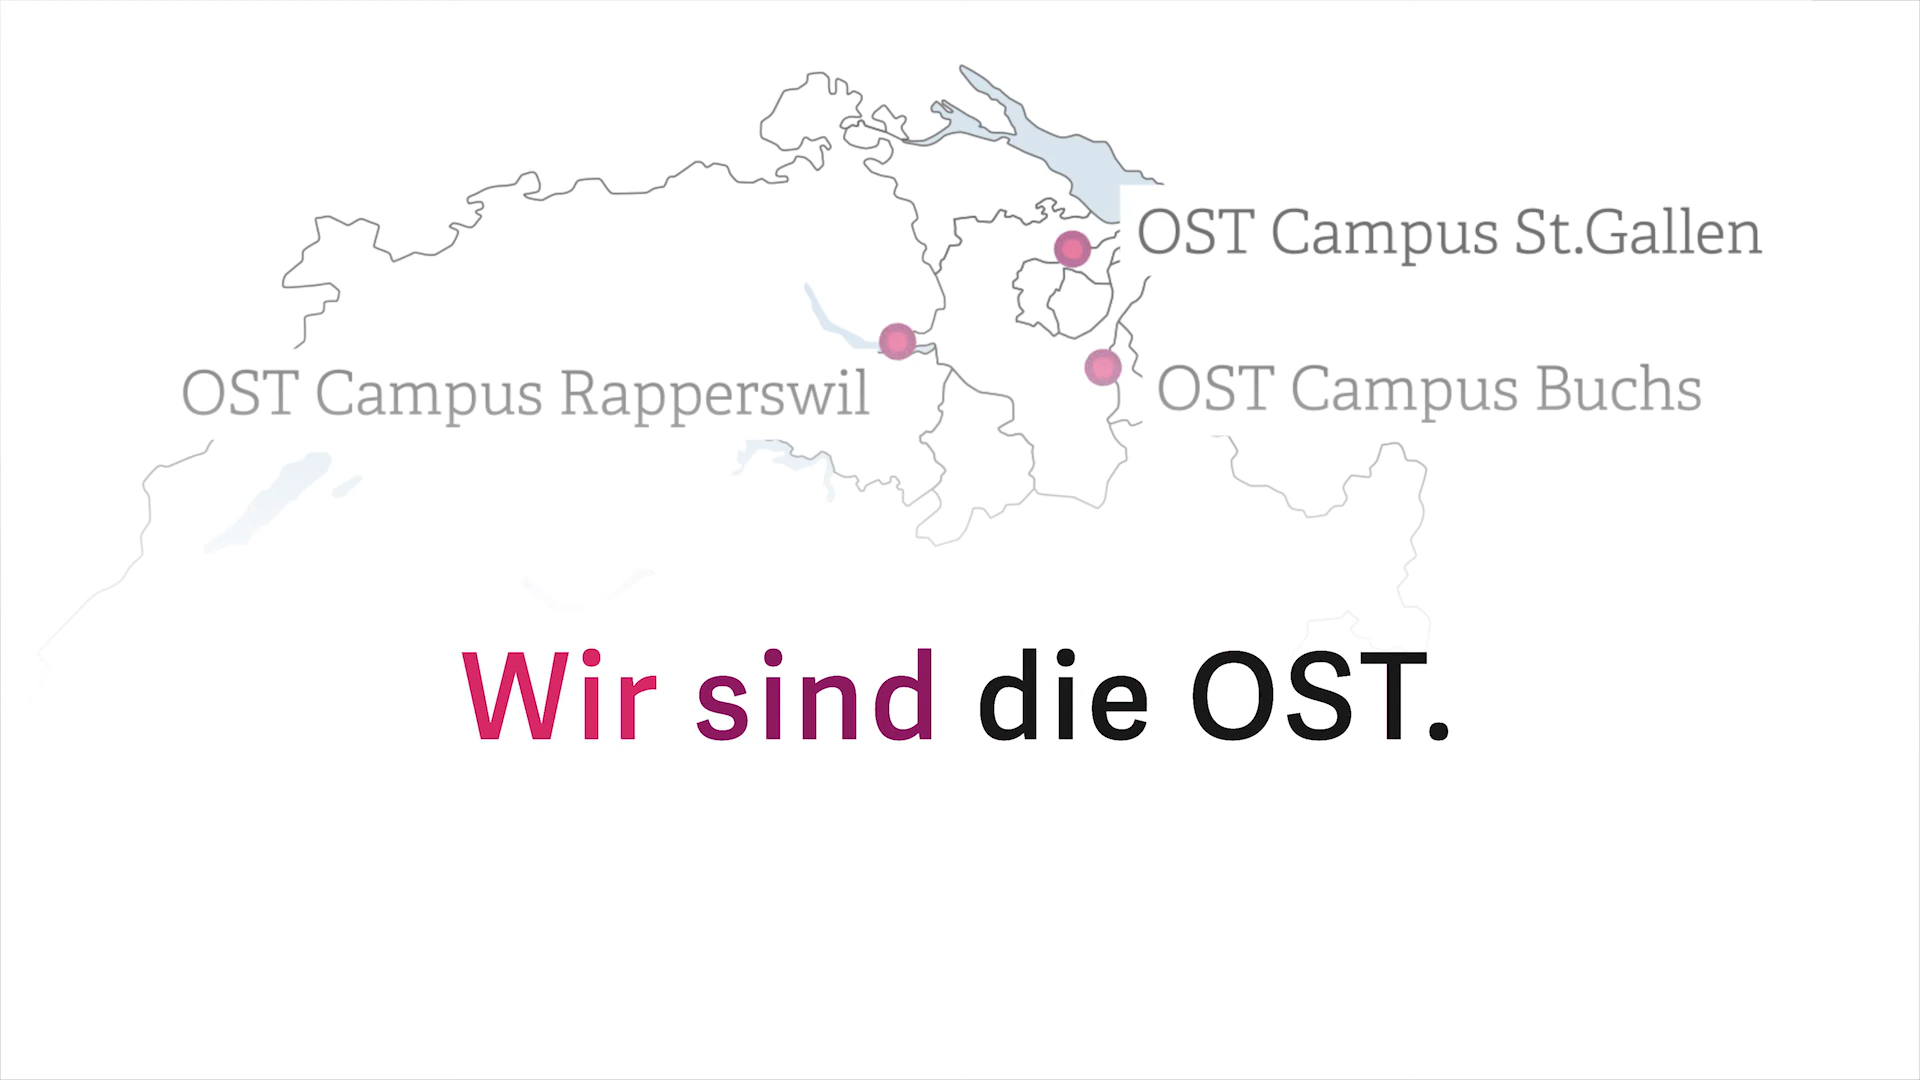 OST Campus St.Gallen
OST Campus Rapperswil
OST Campus Buchs
Wir sind die OST.